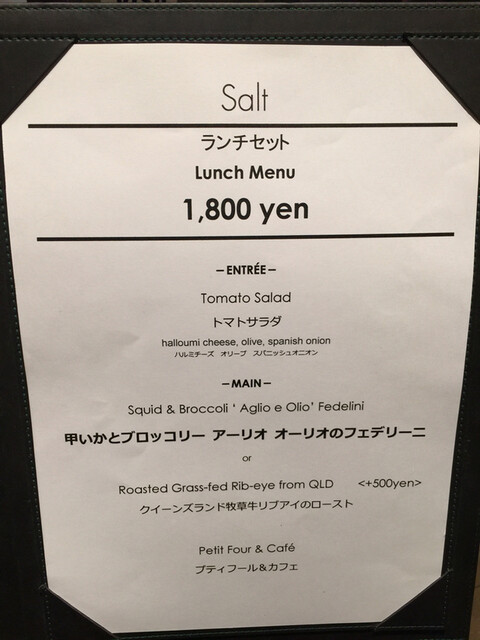 Salt
ランチセット
Lunch Menu
1,800 yen
– ENTRÉE –
Tomato Salad
トマトサラダ
halloumi cheese, olive, spanish onion
ハルミチーズ オリーブ スパニッシュオニオン
– MAIN –
Squid & Broccoli ‘ Aglio e Olio’ Fedelini
甲いかとブロッコリー アーリオ オーリオのフェデリーニ
or
Roasted Grass-fed Rib-eye from QLD <+500yen>
クイーンズランド牧草牛リブアイのロースト
Petit Four & Café
プティフール＆カフェ